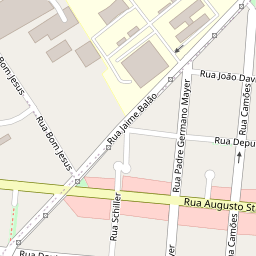 Bom Jesus
Rua Bom Jesus
Rua Jaime Balão
Rua João Dav
Rua Padre Germano Mayer
Rua Camões
Rua Depu
Rua Augusto St
Rua Schiller
Rua Camões
Mayer
Rua